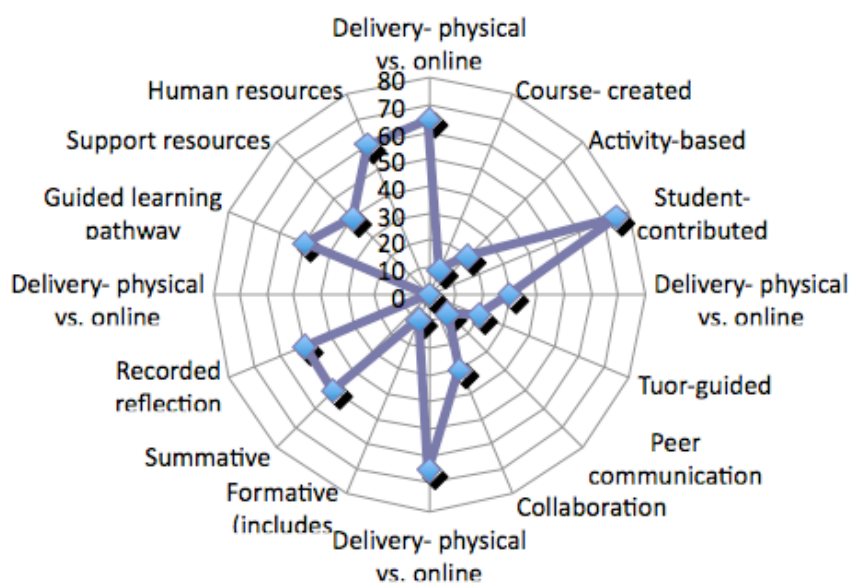 Delivery- physical
vs. online
Course- created
Activity-based
Student-
contributed
Delivery- physical
vs. online
Tuor-guided
Peer
communication
Collaboration
Delivery- physical
vs. online
Formative
(includes
Summative
Recorded
reflection
Delivery- physical
vs. online
Guided learning
pathway
Support resources
Human resources
80
70
60
50
40
30
20
10
0